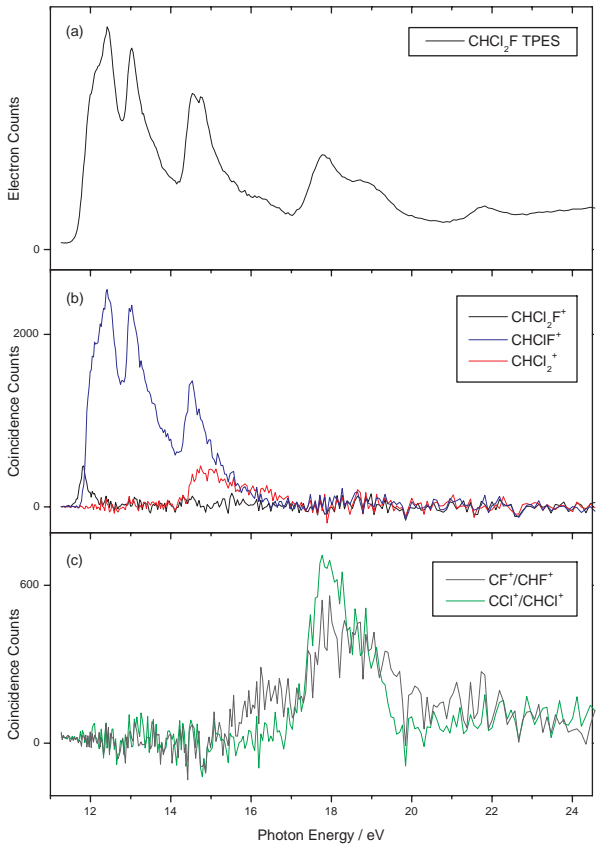 (a)
CHCl₂F TPES
Electron Counts
0
(b)
CHCl₂F⁺
CHClF⁺
CHCl₂⁺
Coincidence Counts
2000
0
(c)
CF⁺/CHF⁺
CCl⁺/CHCl⁺
Coincidence Counts
600
0
12 14 16 18 20 22 24
Photon Energy / eV